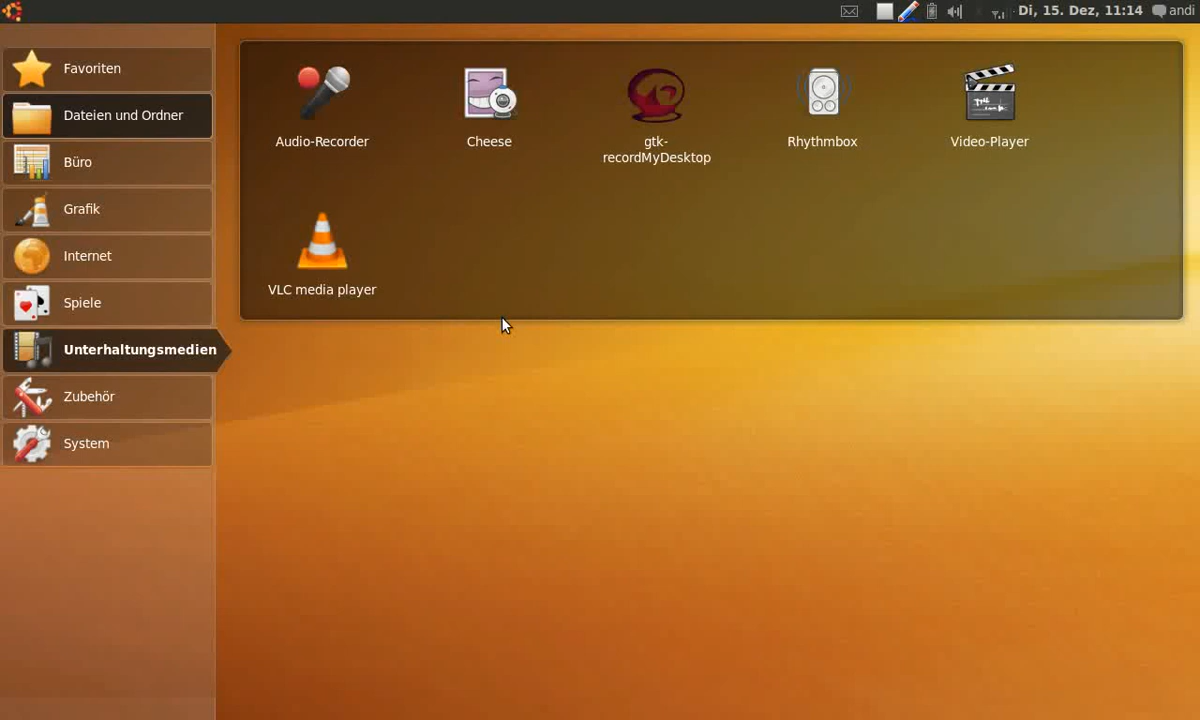 Di, 15. Dez, 11:14 andi
Favoriten
Dateien und Ordner
Büro
Grafik
Internet
Spiele
Unterhaltungsmedien
Zubehör
System
Audio-Recorder
Cheese
gtk-
recordMyDesktop
Rhythmbox
Video-Player
VLC media player